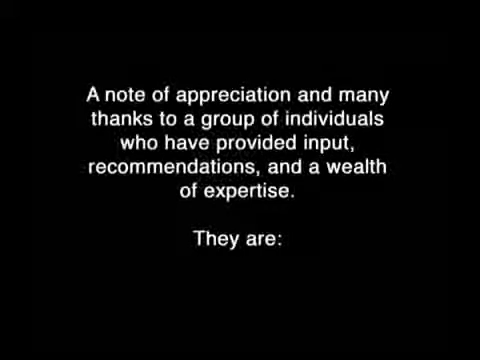 A note of appreciation and many
thanks to a group of individuals
who have provided input,
recommendations, and a wealth
of expertise.
They are: